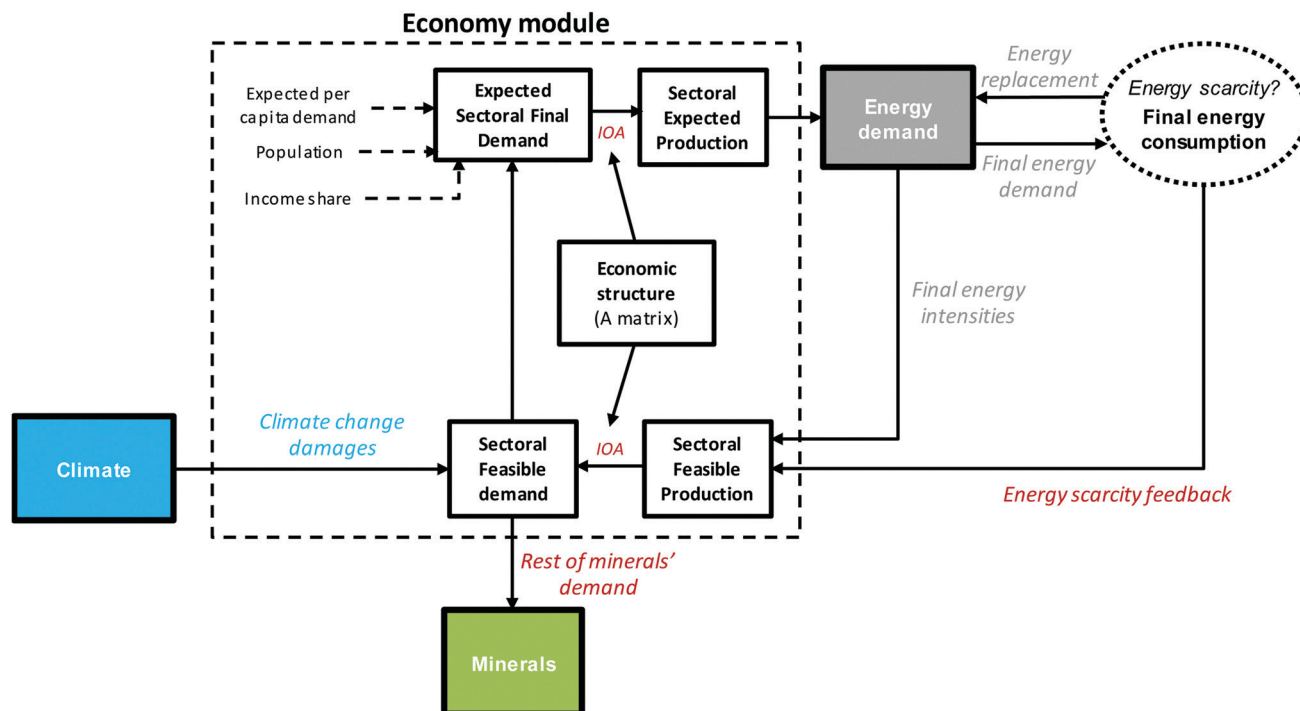 Economy module
Expected per
capita demand
Population
Income share
Expected
Sectoral Final
Demand
IOA
Sectoral
Expected
Production
Energy
demand
Energy
replacement
Final energy
demand
Energy scarcity?
Final energy
consumption
Economic
structure
(A matrix)
Final energy
intensities
Climate
Climate change
damages
Sectoral
Feasible
demand
IOA
Sectoral
Feasible
Production
Energy scarcity feedback
Rest of minerals’
demand
Minerals